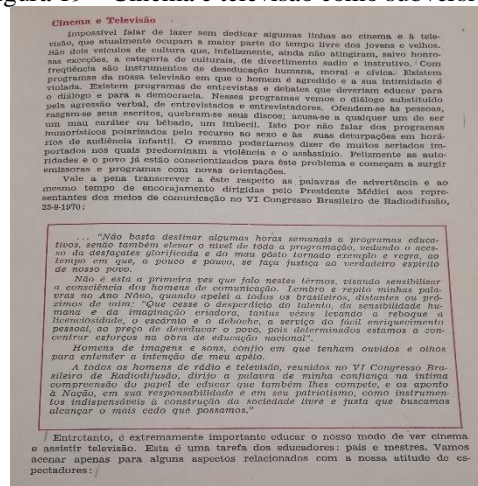 Cinema e televisão como subversi
Cinema e Televisão
Impossível falar de lazer sem dedicar algumas linhas ao cinema e à tele-
visão, que atualmente ocupam a maior parte do tempo livre dos jovens e velhos.
São dois veículos de cultura que, infelizmente, ainda não atingiram, salvo honro-
sas exceções, a categoria de culturais, de divertimento sadio e instrutivo. Com
freqüência são instrumentos de deseducação humana, moral e cívica. Existem
programas da nossa televisão em que o homem é agredido e a sua intimidade é
violada. Existem programas de entrevistas e debates que deveriam educar para
o diálogo e para a democracia. Nesses programas vemos o diálogo substituído
pela agressão verbal, de entrevistados e entrevistadores. Ofendem-se as pessoas,
rasgam-se seus escritos, quebram-se seus discos; acusa-se a qualquer um de ser
um mau caráter ou bêbado, um imbecil. Isto por não falar dos programas
humorísticos polarizados pelo recurso ao sexo e às suas deturpações em horá-
rios de audiência infantil. O mesmo poderíamos dizer de muitos seriados im-
portados nos quais predominam a violência e o assassínio. Felizmente as auto-
ridades e o povo já estão conscientizados para êste problema e começam a surgir
emissoras e programas com novas orientações.
Vale a pena transcrever a êste respeito as palavras de advertência e ao
mesmo tempo de encorajamento dirigidas pelo Presidente Médici aos repre-
sentantes dos meios de comunicação no VI Congresso Brasileiro de Radiodifusão,
25-9-1970:
... "Não basta destinar algumas horas semanais a programas educa-
tivos, senão também elevar o nível de toda a programação, vedando o aces-
so da desfaçatez glorificada e do mau gôsto tornado exemplo e regra, ao
tempo em que, a pouco e pouco, se faça justiça ao verdadeiro espírito
de nosso povo.
Não é esta a primeira vez que falo nestes têrmos, visando sensibilizar
a consciência dos homens de comunicação. Lembro e repito minhas pala-
vras no Ano Nôvo, quando apelei a todos os brasileiros, distantes ou pró-
ximos de mim: "Que cesse o desperdício do talento, da sensibilidade hu-
mana e da imaginação criadora, tantas vêzes levando a reboque a
licenciosidade, o escárnio e o deboche, a serviço do fácil enriquecimento
pessoal, ao preço de deseducar o povo, pois determinados estamos a con-
centrar esforços na obra de educação nacional".
Homens de imagens e sons, confio em que tenham ouvidos e olhos
para entender a intenção de meu apêlo.
A todos os homens de rádio e televisão, reunidos no VI Congresso Bra-
sileiro de Radiodifusão, dirijo a palavra de minha confiança na íntima
compreensão do papel de educar que também lhes compete, e os aponto
à Nação, em sua responsabilidade e em seu patriotismo, como instrumen-
tos indispensáveis à construção da sociedade livre e justa que buscamos
alcançar o mais cedo que possamos."
Entretanto, é extremamente importante educar o nosso modo de ver cinema
e assistir televisão. Esta é uma tarefa dos educadores: pais e mestres. Vamos
acenar apenas para alguns aspectos relacionados com a nossa atitude de es-
pectadores: